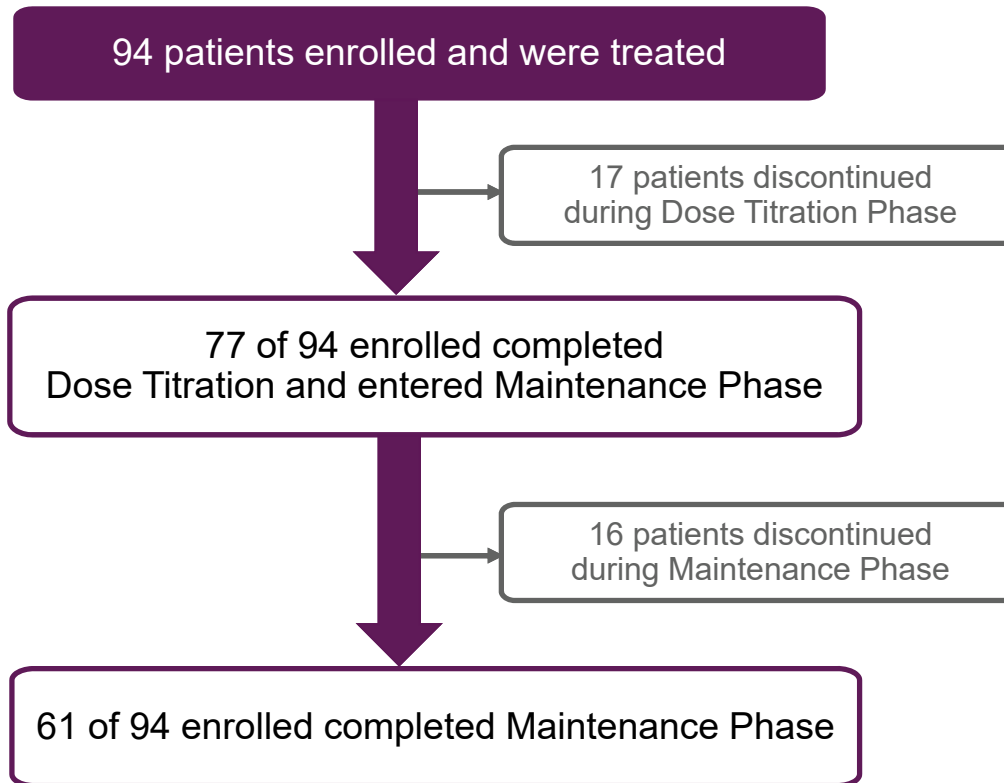 94 patients enrolled and were treated
17 patients discontinued
during Dose Titration Phase
77 of 94 enrolled completed
Dose Titration and entered Maintenance Phase
16 patients discontinued
during Maintenance Phase
61 of 94 enrolled completed Maintenance Phase